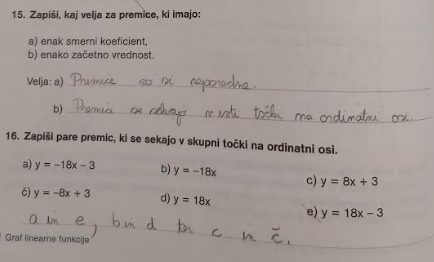 15. Zapiši, kaj velja za premice, ki imajo:
a) enak smerni koeficient,
b) enako začetno vrednost.
Velja: a) Premice so si vzporedne.
b) Premice se sekajo v isti točki na ordinatni osi.
16. Zapiši pare premic, ki se sekajo v skupni točki na ordinatni osi.
a) y = –18x – 3 b) y = –18x c) y = 8x + 3
č) y = –8x + 3 d) y = 18x e) y = 18x – 3
a in e, b in d ter c in č.
Graf linearne funkcije